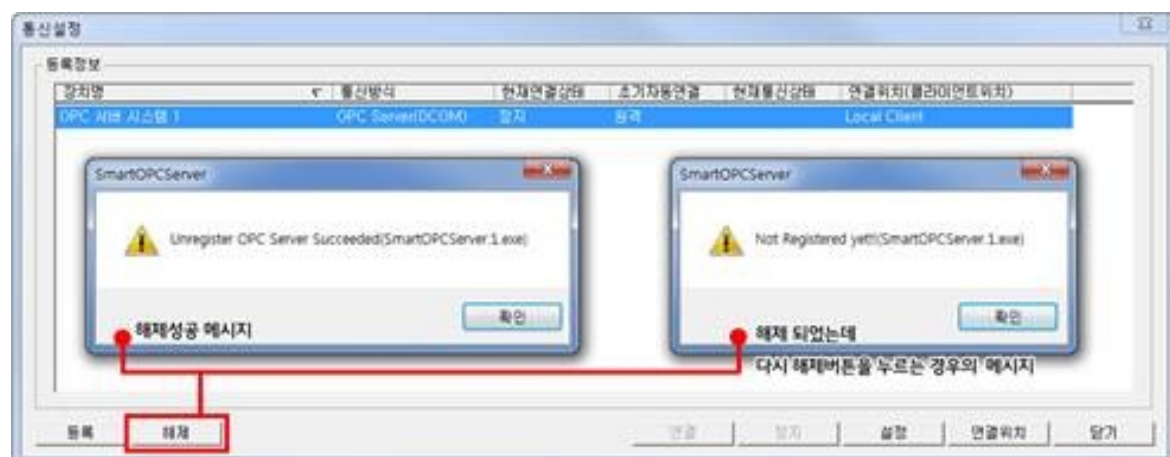 통신설정
등록정보
장치명 통신방식 현재연결상태 초기자동연결 현재통신상태 연결위치(클라이언트위치)
OPC 서버 시스템 1 OPC Server(DCOM) 정지 원격 Local Client
SmartOPCServer
Unregister OPC Server Succeeded(SmartOPCServer.1.exe)
확인
해제성공 메시지
SmartOPCServer
Not Registered yet!!(SmartOPCServer.1.exe)
확인
해제 되었는데
다시 해제버튼을 누르는 경우의 메시지
등록 해제 연결 정지 설정 연결위치 닫기